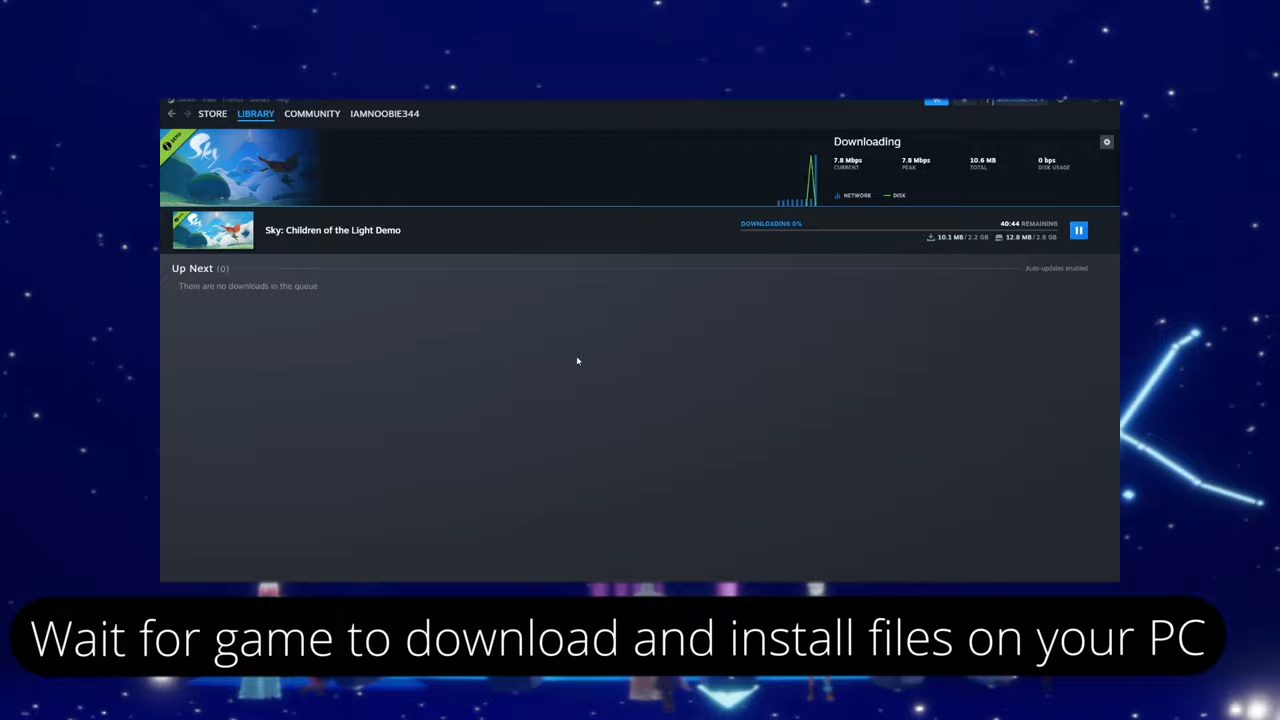 STORE LIBRARY COMMUNITY IAMNOOBIE344
Sky
Downloading
7.8 Mbps 7.8 Mbps 10.6 MB 0 bps
CURRENT PEAK TOTAL DISK USAGE
NETWORK DISK
Sky: Children of the Light Demo
DOWNLOADING 0% 40:44 REMAINING
10.1 MB / 2.2 GB 12.8 MB / 2.8 GB
Up Next (0) Auto-updates enabled
There are no downloads in the queue
Wait for game to download and install files on your PC